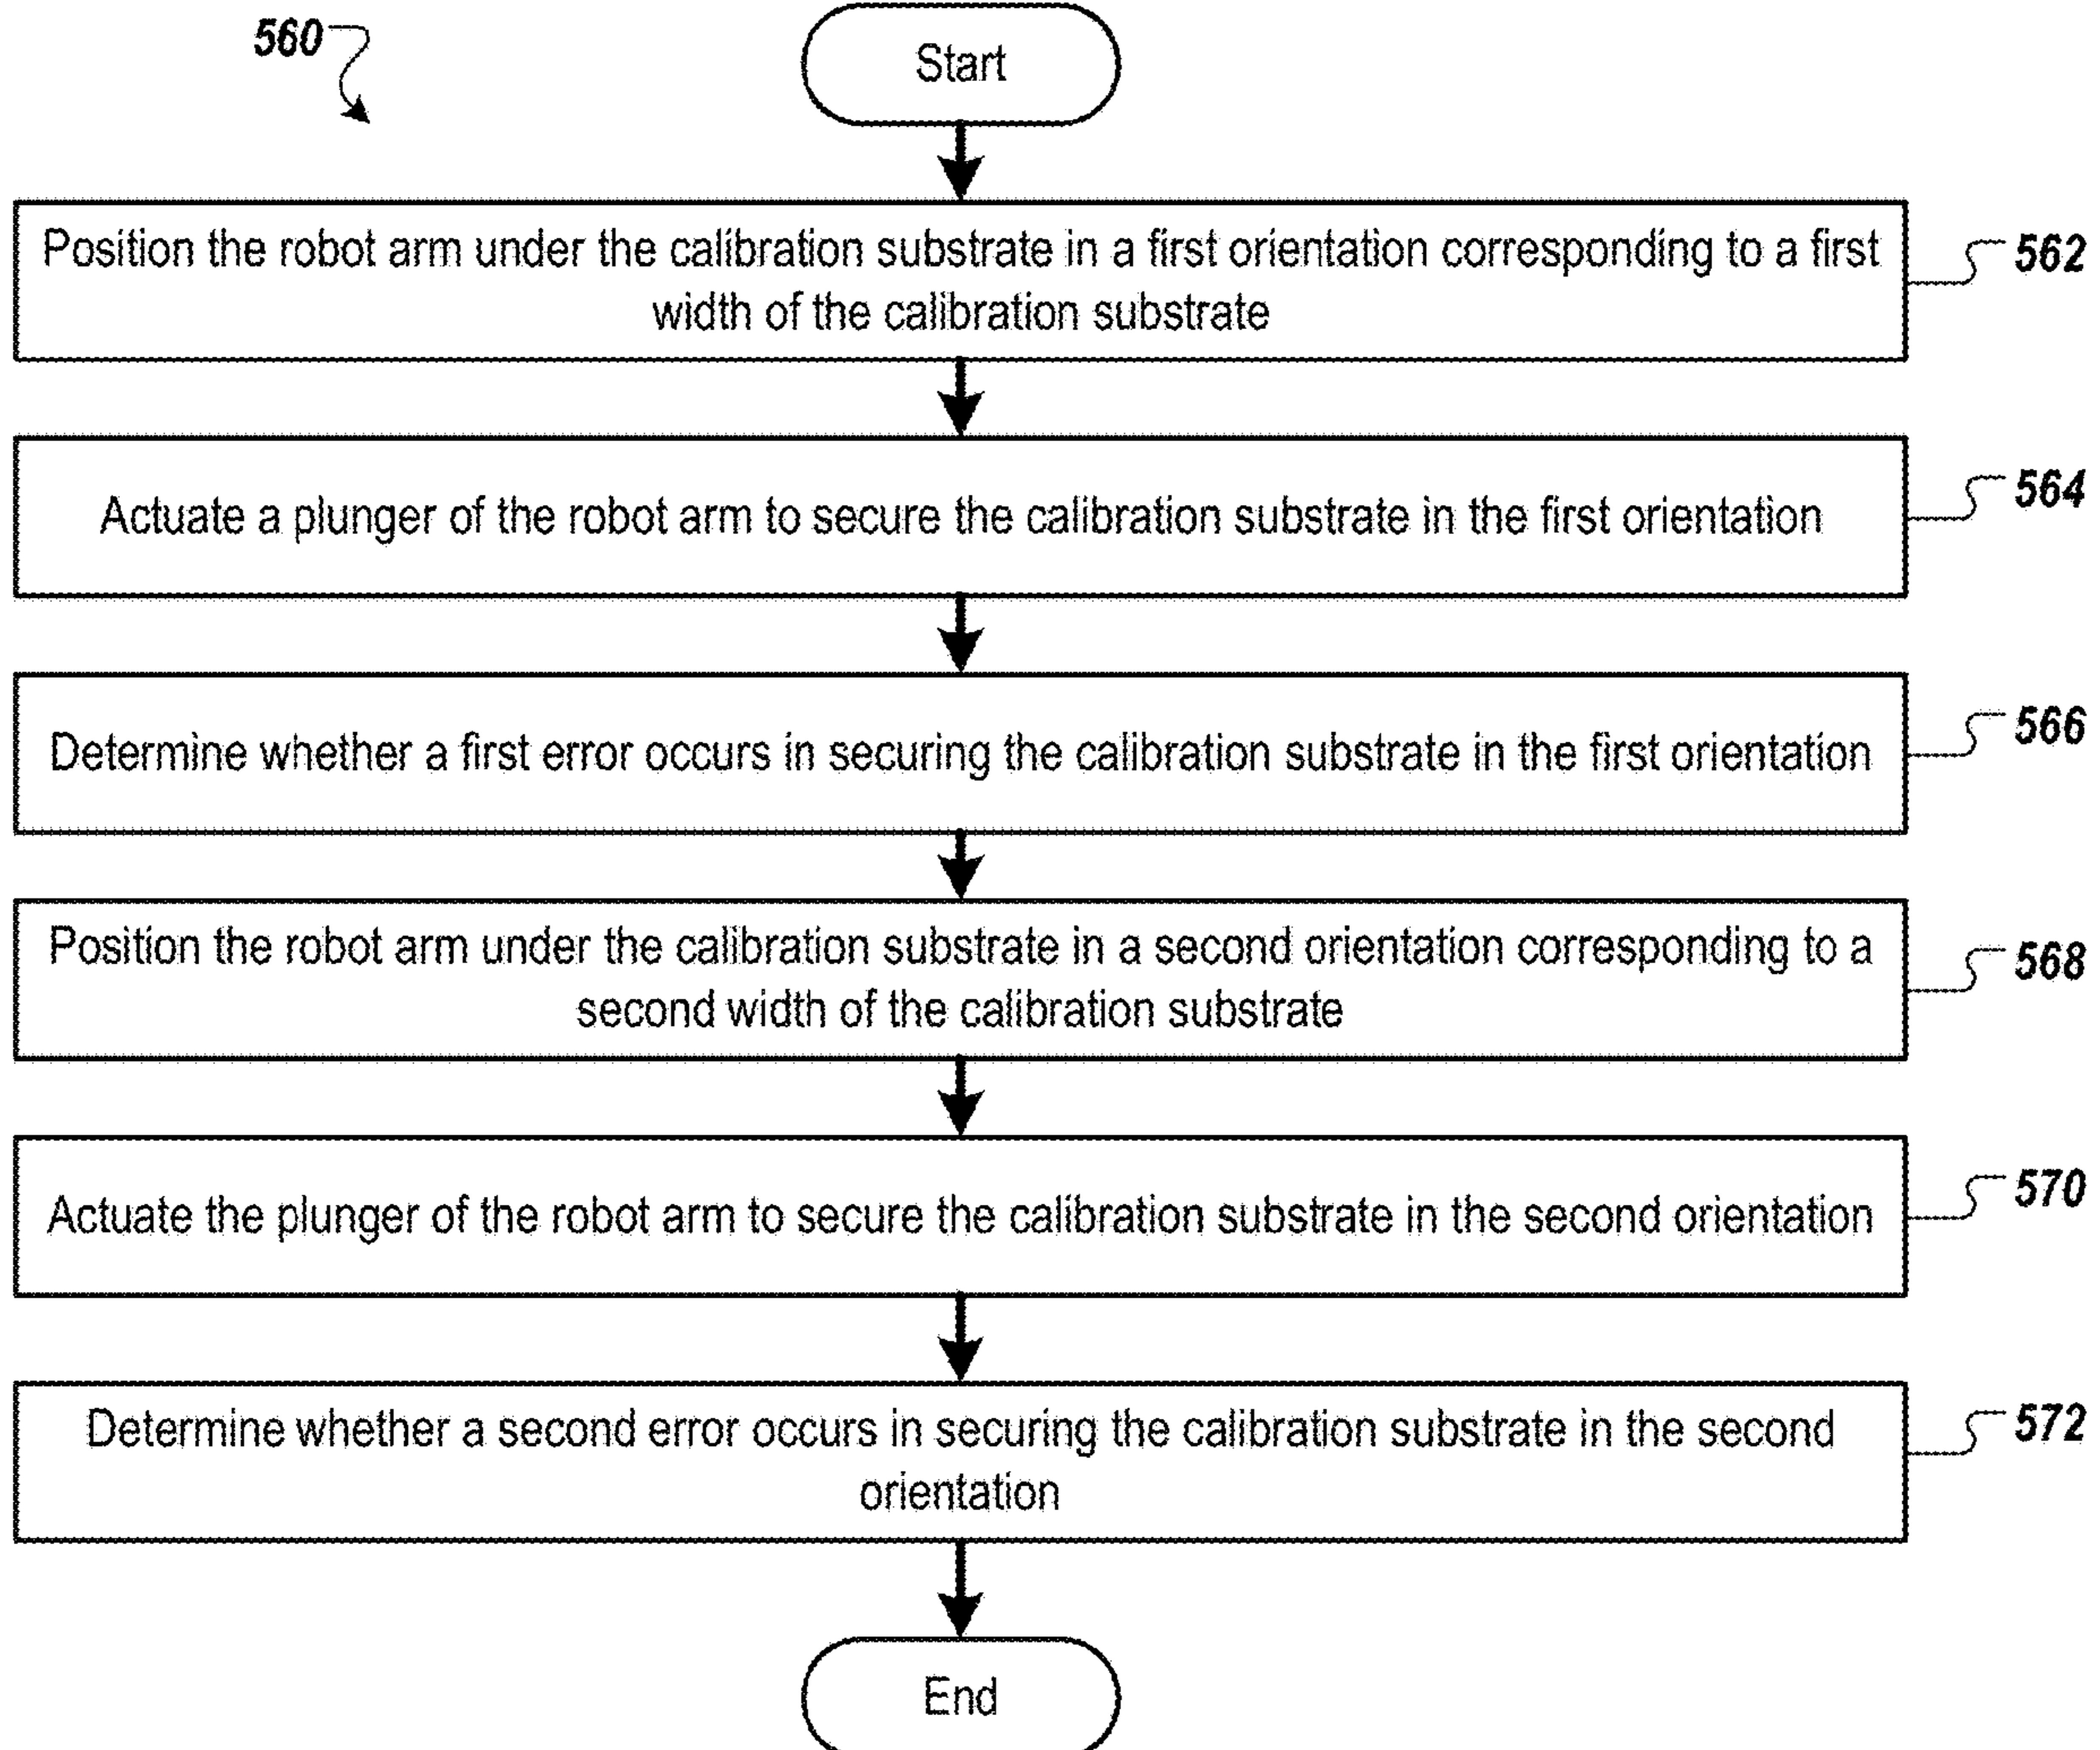 560
Start
Position the robot arm under the calibration substrate in a first orientation corresponding to a first
width of the calibration substrate
562
Actuate a plunger of the robot arm to secure the calibration substrate in the first orientation
564
Determine whether a first error occurs in securing the calibration substrate in the first orientation
566
Position the robot arm under the calibration substrate in a second orientation corresponding to a
second width of the calibration substrate
568
Actuate the plunger of the robot arm to secure the calibration substrate in the second orientation
570
Determine whether a second error occurs in securing the calibration substrate in the second
orientation
572
End